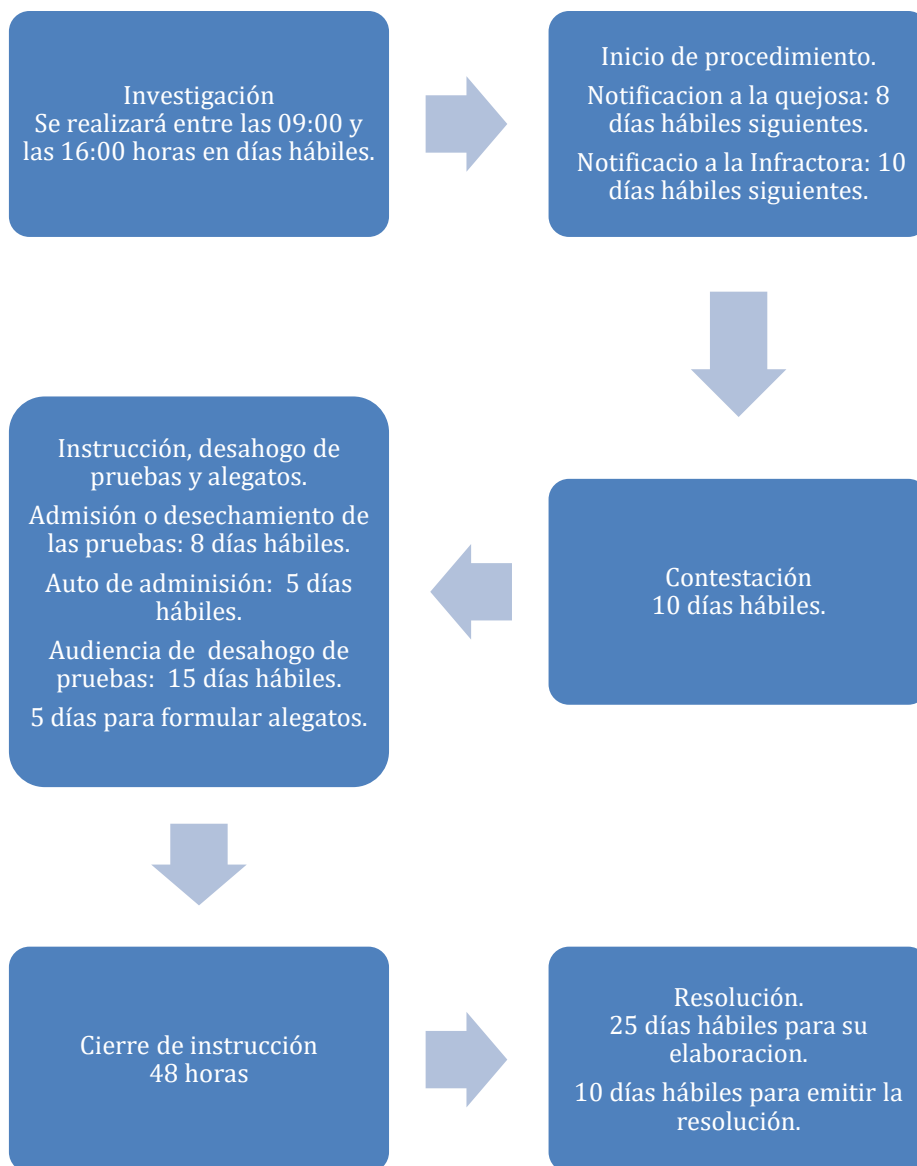 Investigación
Se realizará entre las 09:00 y
las 16:00 horas en días hábiles.
Inicio de procedimiento.
Notificacion a la quejosa: 8
días hábiles siguientes.
Notificacio a la Infractora: 10
días hábiles siguientes.
Contestación
10 días hábiles.
Instrucción, desahogo de
pruebas y alegatos.
Admisión o desechamiento de
las pruebas: 8 días hábiles.
Auto de adminisión: 5 días
hábiles.
Audiencia de desahogo de
pruebas: 15 días hábiles.
5 días para formular alegatos.
Cierre de instrucción
48 horas
Resolución.
25 días hábiles para su
elaboracion.
10 días hábiles para emitir la
resolución.